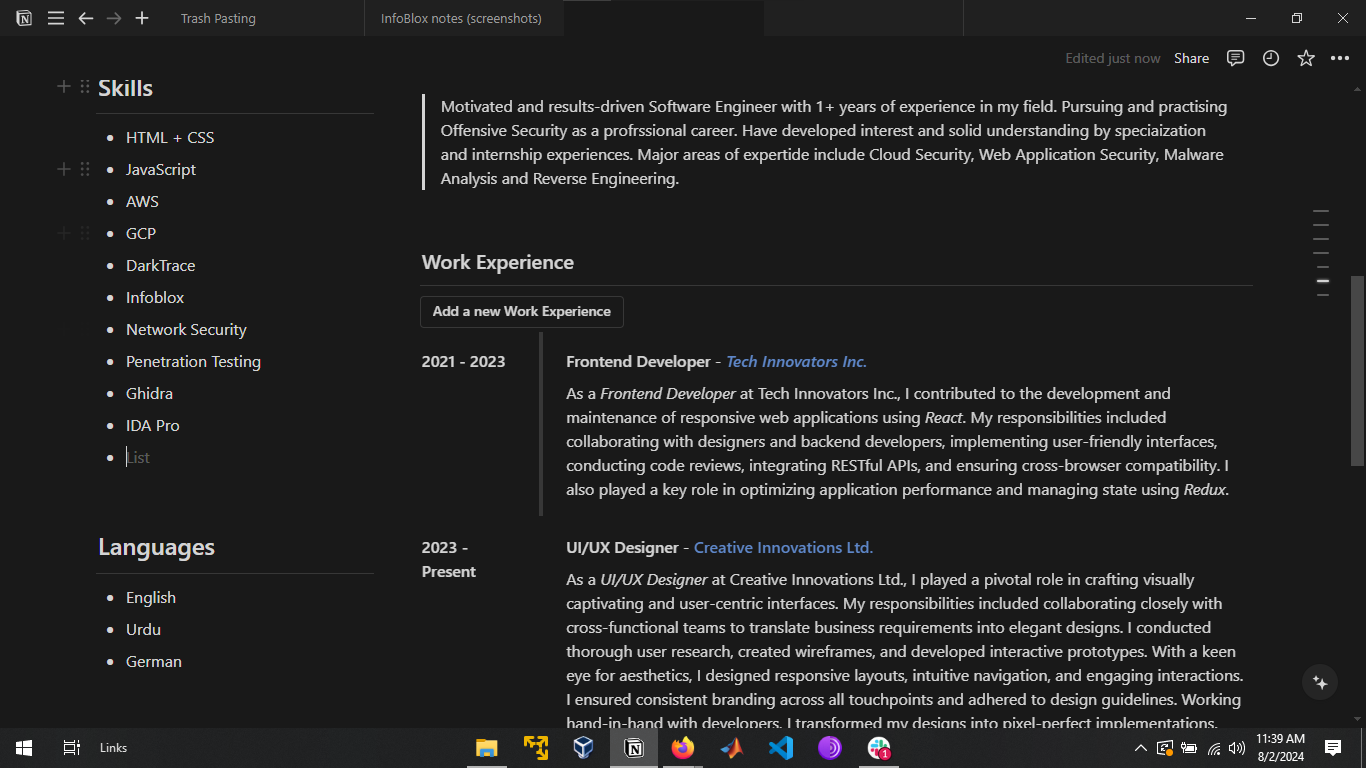 Trash Pasting
InfoBlox notes (screenshots)
Edited just now
Share
Skills
HTML + CSS
JavaScript
AWS
GCP
DarkTrace
Infoblox
Network Security
Penetration Testing
Ghidra
IDA Pro
List
Languages
English
Urdu
German
Motivated and results-driven Software Engineer with 1+ years of experience in my field. Pursuing and practising
Offensive Security as a profrssional career. Have developed interest and solid understanding by speciaization
and internship experiences. Major areas of expertide include Cloud Security, Web Application Security, Malware
Analysis and Reverse Engineering.
Work Experience
Add a new Work Experience
2021 - 2023
Frontend Developer - Tech Innovators Inc.
As a Frontend Developer at Tech Innovators Inc., I contributed to the development and
maintenance of responsive web applications using React. My responsibilities included
collaborating with designers and backend developers, implementing user-friendly interfaces,
conducting code reviews, integrating RESTful APIs, and ensuring cross-browser compatibility. I
also played a key role in optimizing application performance and managing state using Redux.
2023 -
Present
UI/UX Designer - Creative Innovations Ltd.
As a UI/UX Designer at Creative Innovations Ltd., I played a pivotal role in crafting visually
captivating and user-centric interfaces. My responsibilities included collaborating closely with
cross-functional teams to translate business requirements into elegant designs. I conducted
thorough user research, created wireframes, and developed interactive prototypes. With a keen
eye for aesthetics, I designed responsive layouts, intuitive navigation, and engaging interactions.
I ensured consistent branding across all touchpoints and adhered to design guidelines. Working
hand-in-hand with developers, I transformed my designs into pixel-perfect implementations,
Links
1
11:39 AM
8/2/2024